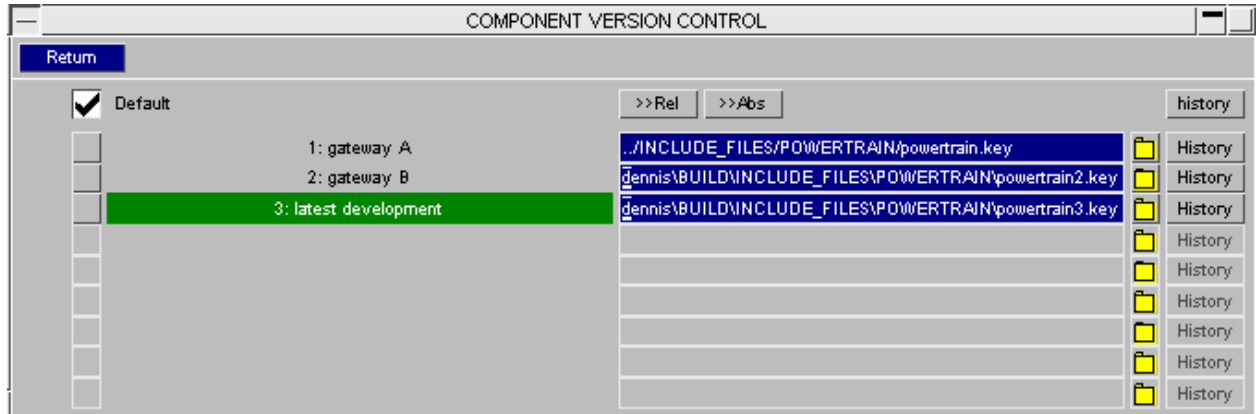 COMPONENT VERSION CONTROL
Return
Default >>Rel >>Abs history
1: gateway A ../INCLUDE_FILES/POWERTRAIN/powertrain.key History
2: gateway B dennis\BUILD\INCLUDE_FILES\POWERTRAIN\powertrain2.key History
3: latest development dennis\BUILD\INCLUDE_FILES\POWERTRAIN\powertrain3.key History
History
History
History
History
History
History